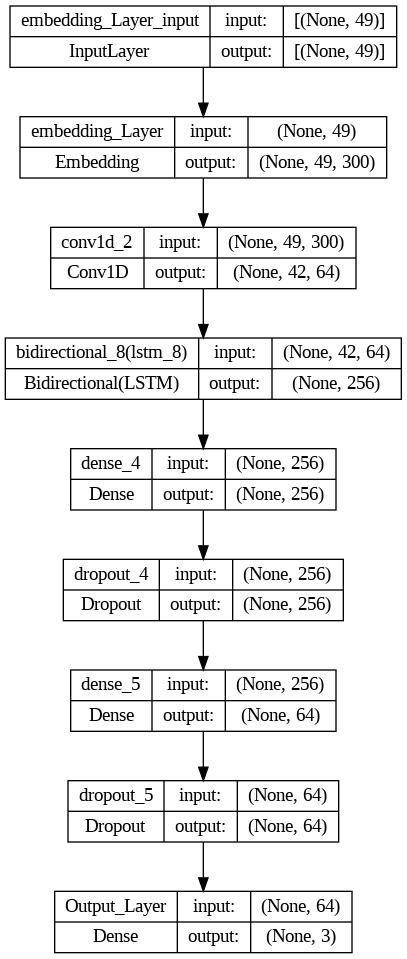 embedding_Layer_input input: [(None, 49)]
InputLayer output: [(None, 49)]
embedding_Layer input: (None, 49)
Embedding output: (None, 49, 300)
conv1d_2 input: (None, 49, 300)
Conv1D output: (None, 42, 64)
bidirectional_8(lstm_8) input: (None, 42, 64)
Bidirectional(LSTM) output: (None, 256)
dense_4 input: (None, 256)
Dense output: (None, 256)
dropout_4 input: (None, 256)
Dropout output: (None, 256)
dense_5 input: (None, 256)
Dense output: (None, 64)
dropout_5 input: (None, 64)
Dropout output: (None, 64)
Output_Layer input: (None, 64)
Dense output: (None, 3)